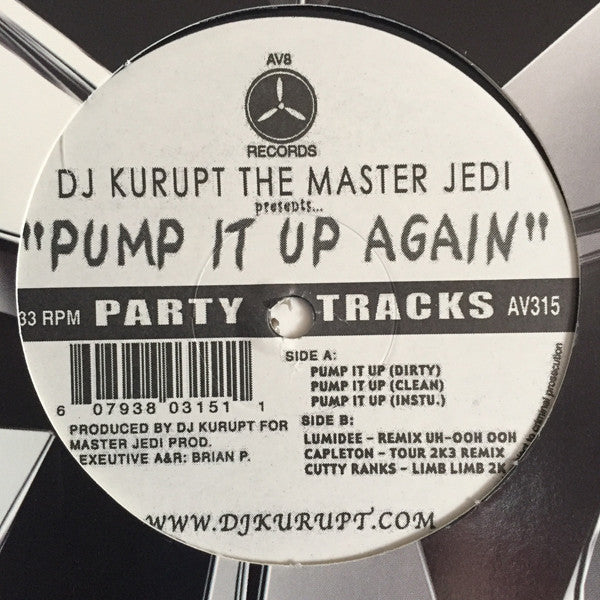 AV8
RECORDS
DJ KURUPT THE MASTER JEDI
presents...
"PUMP IT UP AGAIN"
33 RPM PARTY TRACKS AV315
SIDE A:
PUMP IT UP (DIRTY)
PUMP IT UP (CLEAN)
PUMP IT UP (INSTU.)
SIDE B:
LUMIDEE - REMIX UH-OOH OOH
CAPLETON - TOUR 2K3 REMIX
CUTTY RANKS - LIMB LIMB 2K
6 07938 03151 1
PRODUCED BY DJ KURUPT FOR
MASTER JEDI PROD.
EXEUTIVE A&R: BRIAN P.
WWW.DJKURUPT.COM
to criminal prosecution